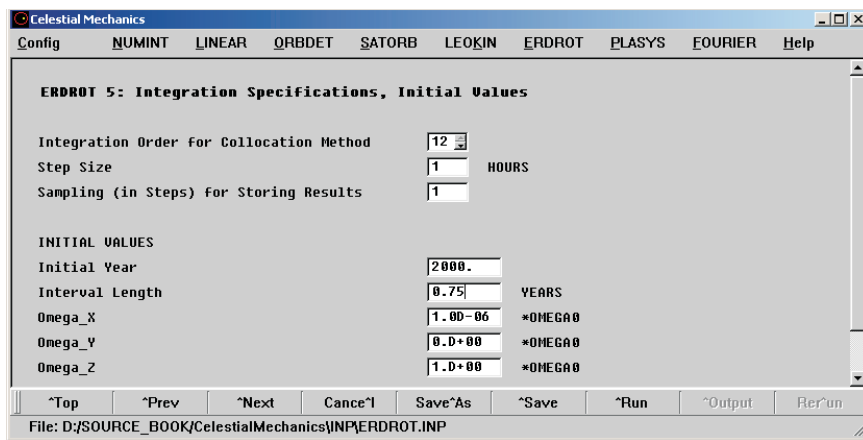 Celestial Mechanics
Config NUMINT LINEAR ORBDET SATORB LEOKIN ERDROT PLASYS FOURIER Help
ERDROT 5: Integration Specifications, Initial Values
Integration Order for Collocation Method 12
Step Size 1 HOURS
Sampling (in Steps) for Storing Results 1
INITIAL VALUES
Initial Year 2000.
Interval Length 0.75 YEARS
Omega_X 1.0D-06 *OMEGA0
Omega_Y 0.D+00 *OMEGA0
Omega_Z 1.D+00 *OMEGA0
^Top ^Prev ^Next Cance^l Save^As ^Save ^Run ^Output Rer^un
File: D:/SOURCE_BOOK/CelestialMechanics\INP\ERDROT.INP